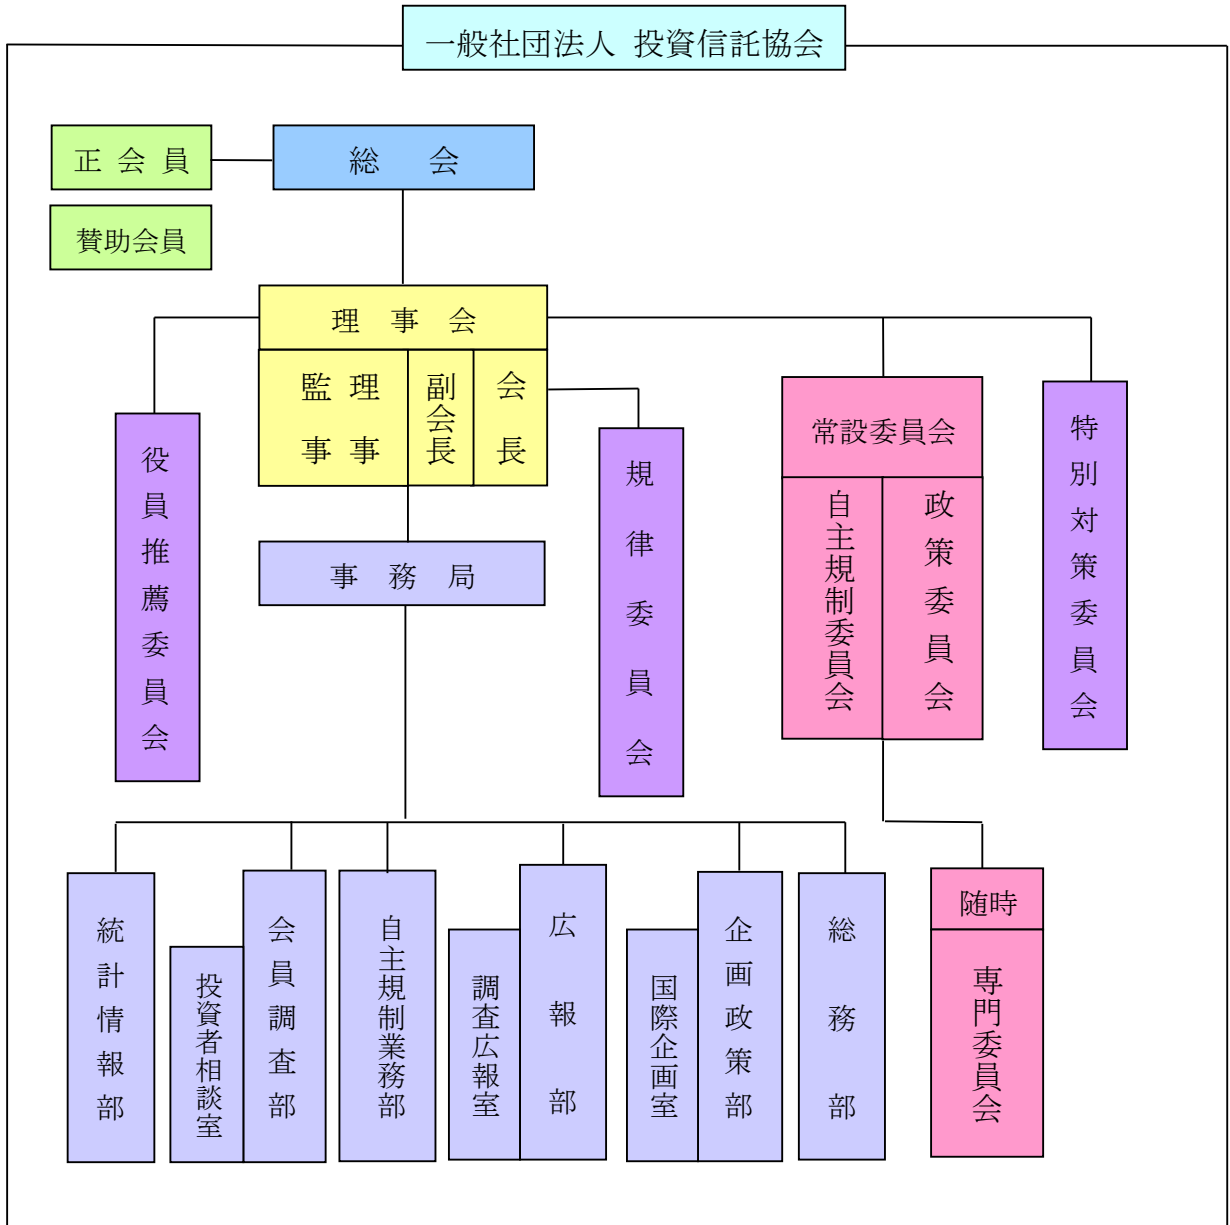 一般社団法人 投資信託協会
正 会 員
総 会
賛助会員
理 事 会
会長
副会長
理事
監事
役員推薦委員会
規律委員会
常設委員会
政策委員会
自主規制委員会
特別対策委員会
事 務 局
総務部
企画政策部
国際企画室
広報部
調査広報室
自主規制業務部
会員調査部
投資者相談室
統計情報部
随時
専門委員会